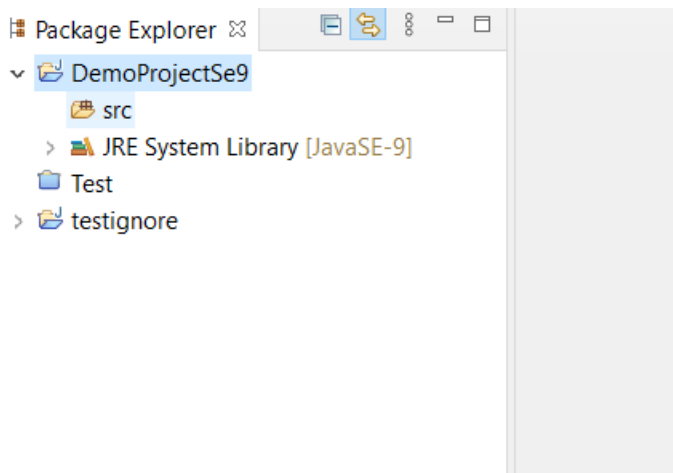 Package Explorer
DemoProjectSe9
src
JRE System Library [JavaSE-9]
Test
testignore